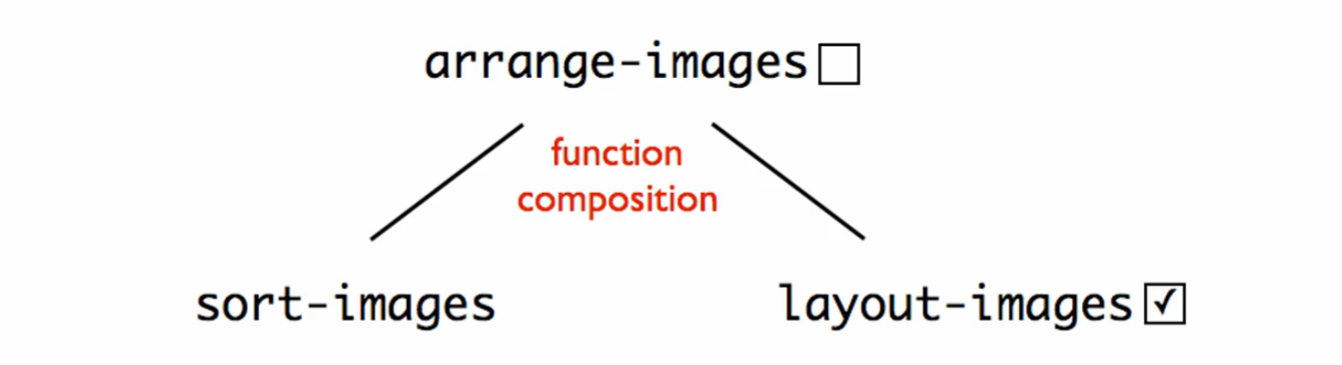 arrange-images
function
composition
sort-images
layout-images